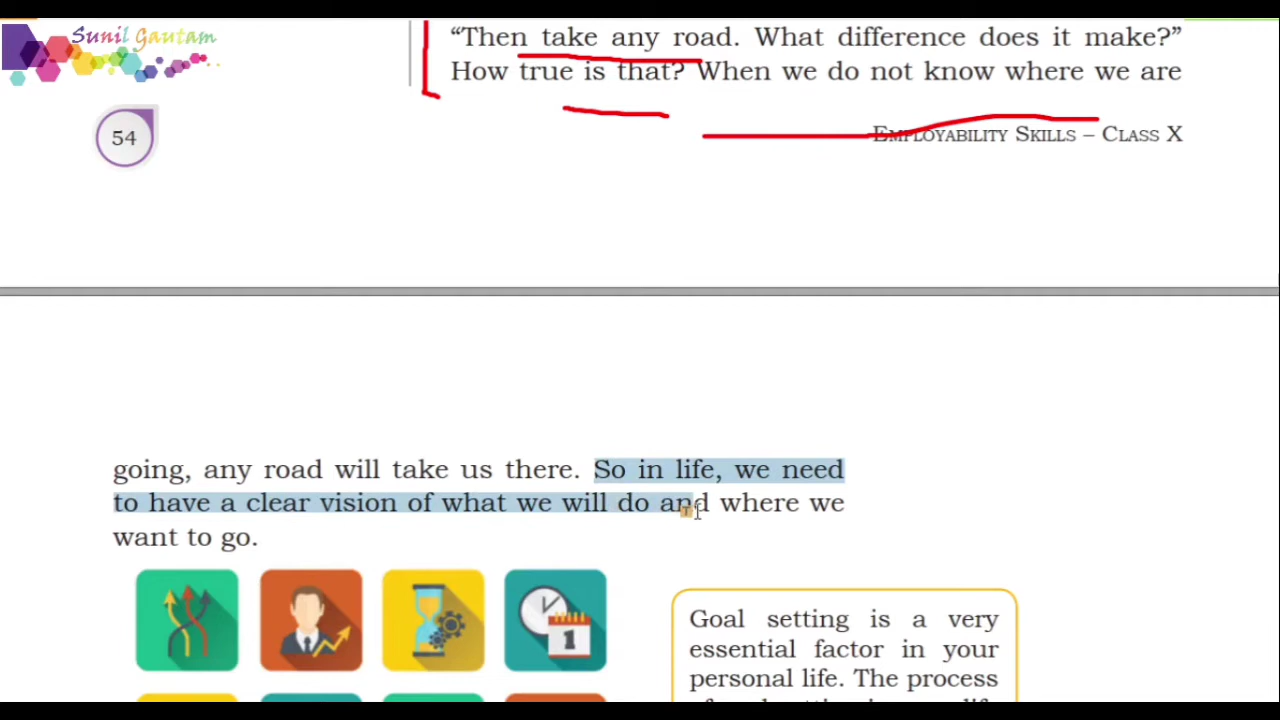 Sunil Gautam
“Then take any road. What difference does it make?”
How true is that? When we do not know where we are
54
Employability Skills – Class X
going, any road will take us there. So in life, we need
to have a clear vision of what we will do and where we
want to go.
1
Goal setting is a very
essential factor in your
personal life. The process